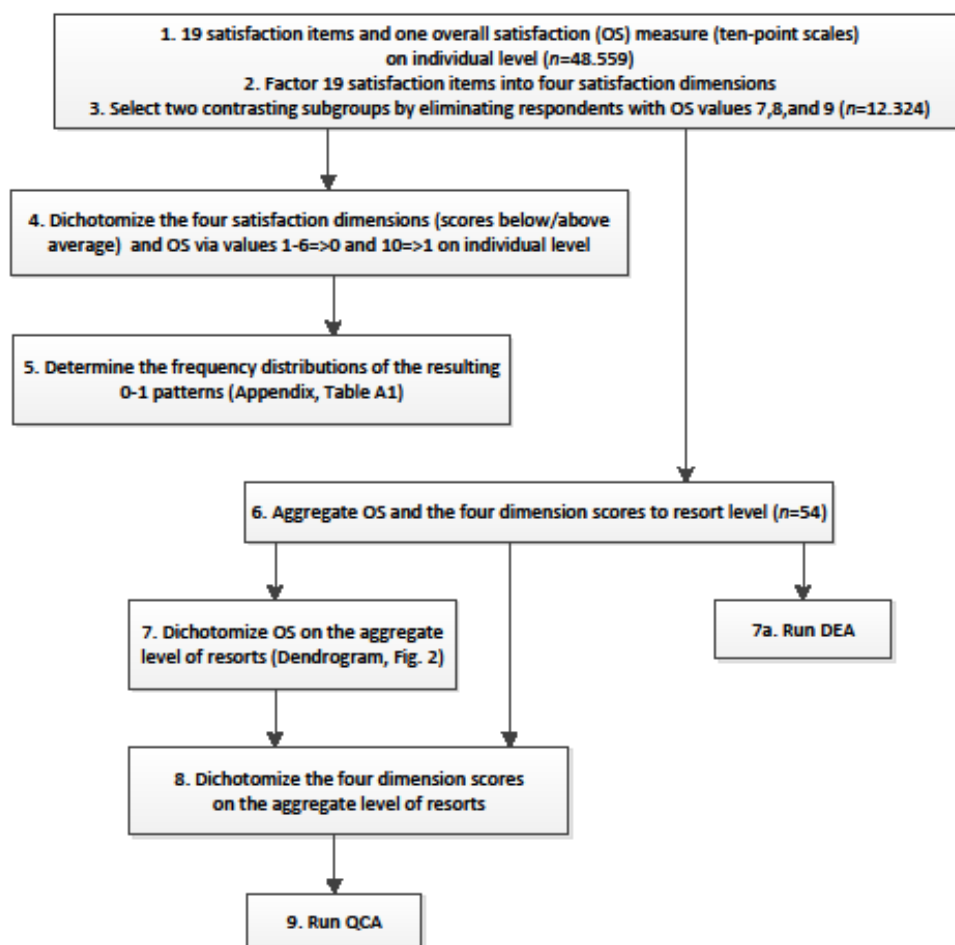 1. 19 satisfaction items and one overall satisfaction (OS) measure (ten-point scales)
on individual level (n=48.559)
2. Factor 19 satisfaction items into four satisfaction dimensions
3. Select two contrasting subgroups by eliminating respondents with OS values 7,8,and 9 (n=12.324)
4. Dichotomize the four satisfaction dimensions (scores below/above
average) and OS via values 1-6=>0 and 10=>1 on individual level
5. Determine the frequency distributions of the resulting
0-1 patterns (Appendix, Table A1)
6. Aggregate OS and the four dimension scores to resort level (n=54)
7. Dichotomize OS on the aggregate
level of resorts (Dendrogram, Fig. 2)
7a. Run DEA
8. Dichotomize the four dimension scores
on the aggregate level of resorts
9. Run QCA